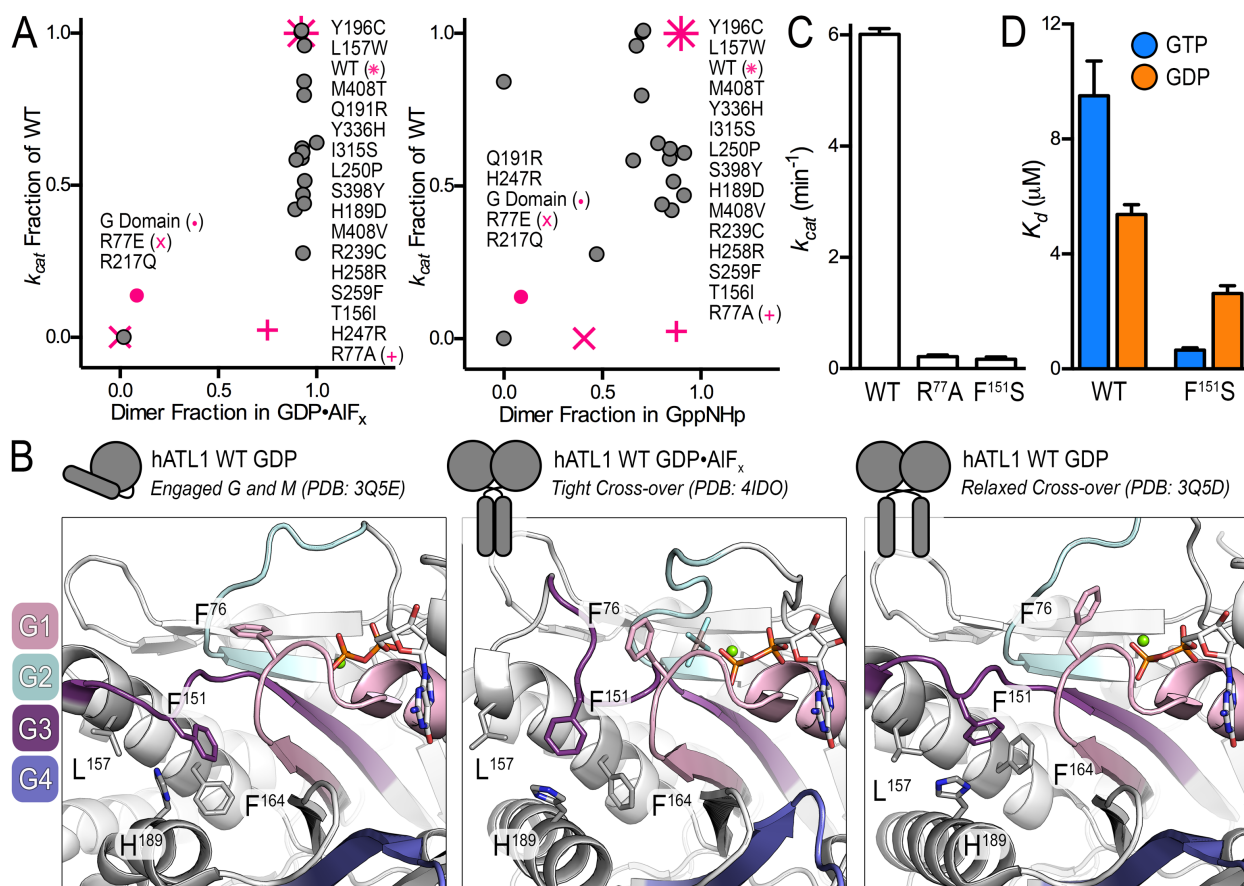 A
kcat Fraction of WT
1.0
0.5
0.0
G Domain (•)
R77E (x)
R217Q
Y196C
L157W
WT (*)
M408T
Q191R
Y336H
I315S
L250P
S398Y
H189D
M408V
R239C
H258R
S259F
T156I
H247R
R77A (+)
0.0 0.5 1.0
Dimer Fraction in GDP•AlFx
kcat Fraction of WT
1.0
0.5
0.0
Q191R
H247R
G Domain (•)
R77E (x)
R217Q
Y196C
L157W
WT (*)
M408T
Y336H
I315S
L250P
S398Y
H189D
M408V
R239C
H258R
S259F
T156I
R77A (+)
0.0 0.5 1.0
Dimer Fraction in GppNHp
C
kcat (min-1)
6
4
2
0
WT R77A F151S
D
Kd (μM)
12
9
6
3
0
GTP
GDP
WT F151S
B
hATL1 WT GDP
Engaged G and M (PDB: 3Q5E)
hATL1 WT GDP•AlFx
Tight Cross-over (PDB: 4IDO)
hATL1 WT GDP
Relaxed Cross-over (PDB: 3Q5D)
G1
G2
G3
G4
F76
F151
L157
F164
H189
F76
F151
L157
F164
H189
F76
F151
L157
F164
H189